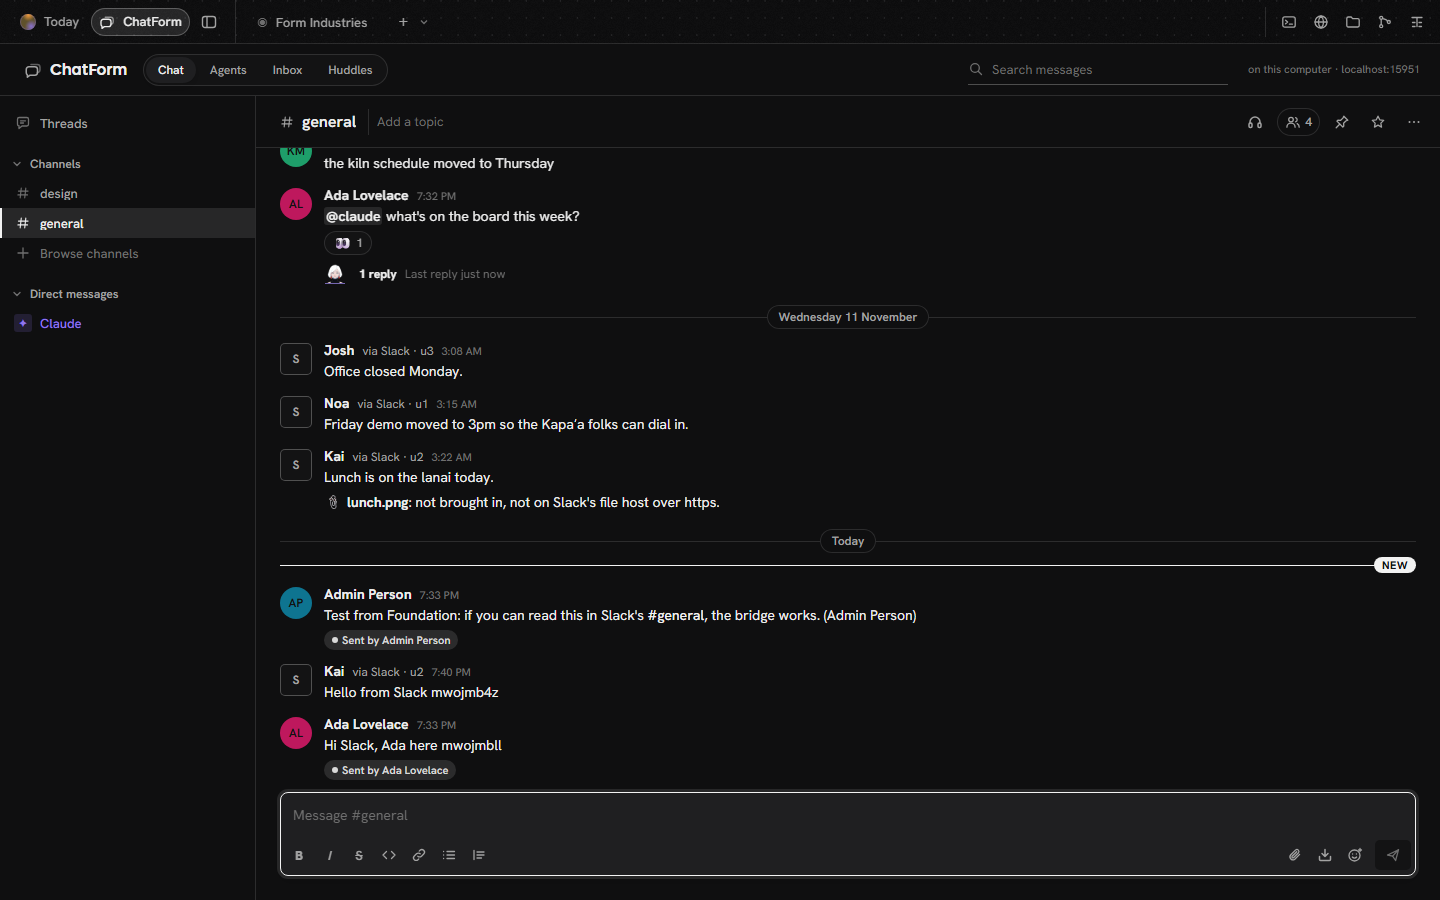 Today
ChatForm
Form Industries
ChatForm
Chat
Agents
Inbox
Huddles
Search messages
on this computer · localhost:15951
Threads
Channels
# design
# general
Browse channels
Direct messages
Claude
# general
Add a topic
4
KM
the kiln schedule moved to Thursday
AL
Ada Lovelace 7:32 PM
@claude what's on the board this week?
1
1 reply Last reply just now
Wednesday 11 November
S
Josh via Slack · u3 3:08 AM
Office closed Monday.
S
Noa via Slack · u1 3:15 AM
Friday demo moved to 3pm so the Kapaʻa folks can dial in.
S
Kai via Slack · u2 3:22 AM
Lunch is on the lanai today.
lunch.png: not brought in, not on Slack's file host over https.
Today
NEW
AP
Admin Person 7:33 PM
Test from Foundation: if you can read this in Slack's #general, the bridge works. (Admin Person)
Sent by Admin Person
S
Kai via Slack · u2 7:40 PM
Hello from Slack mwojmb4z
AL
Ada Lovelace 7:33 PM
Hi Slack, Ada here mwojmbll
Sent by Ada Lovelace
Message #general
B I S